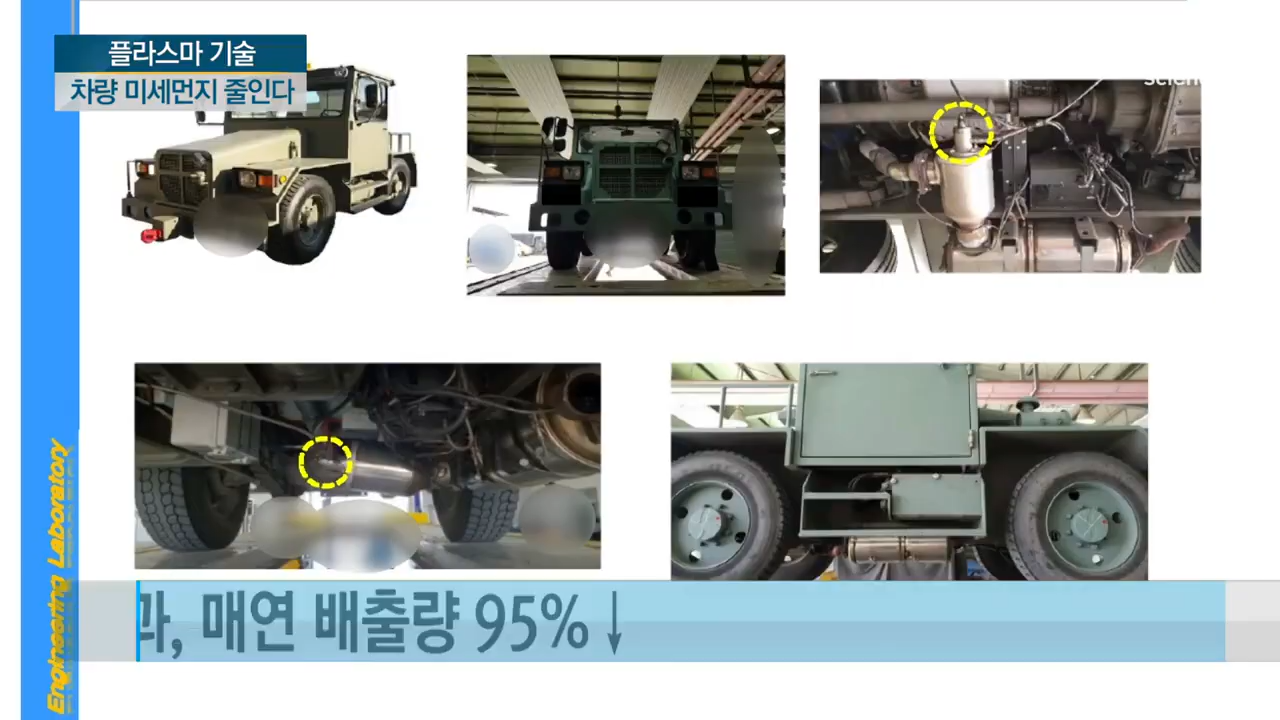 플라스마 기술
차량 미세먼지 줄인다
과, 매연 배출량 95%↓
Engineering Laboratory